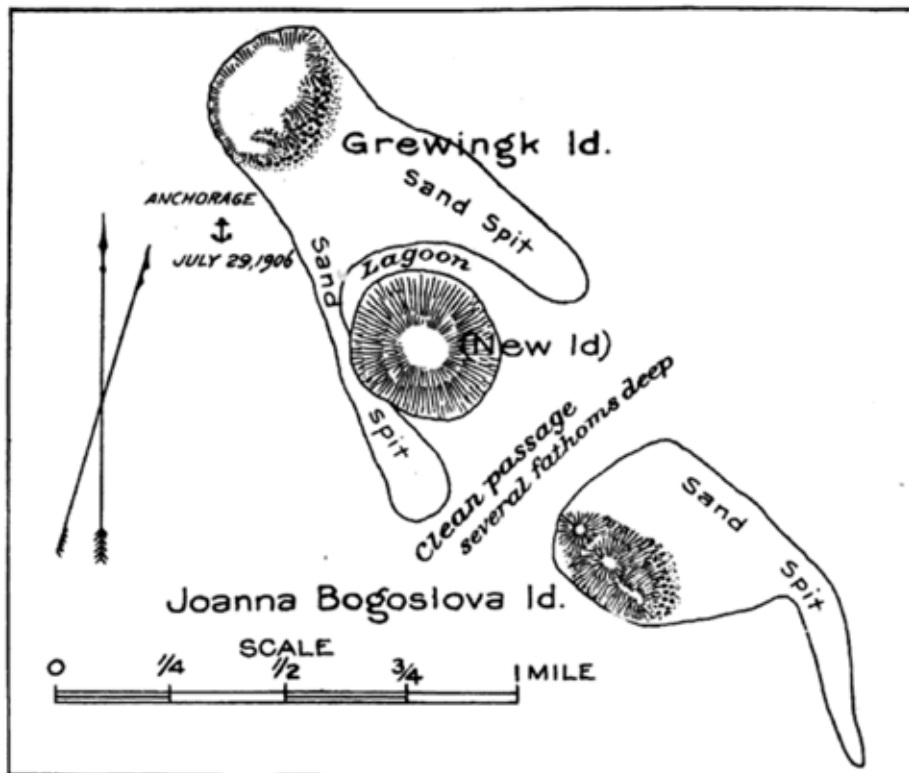 Grewingk Id.
Sand Spit
ANCHORAGE
JULY 29, 1906
Sand
Spit
Lagoon
(New Id)
Clean passage
several fathoms deep
Sand
Spit
Joanna Bogoslova Id.
SCALE
0 1/4 1/2 3/4 1 MILE